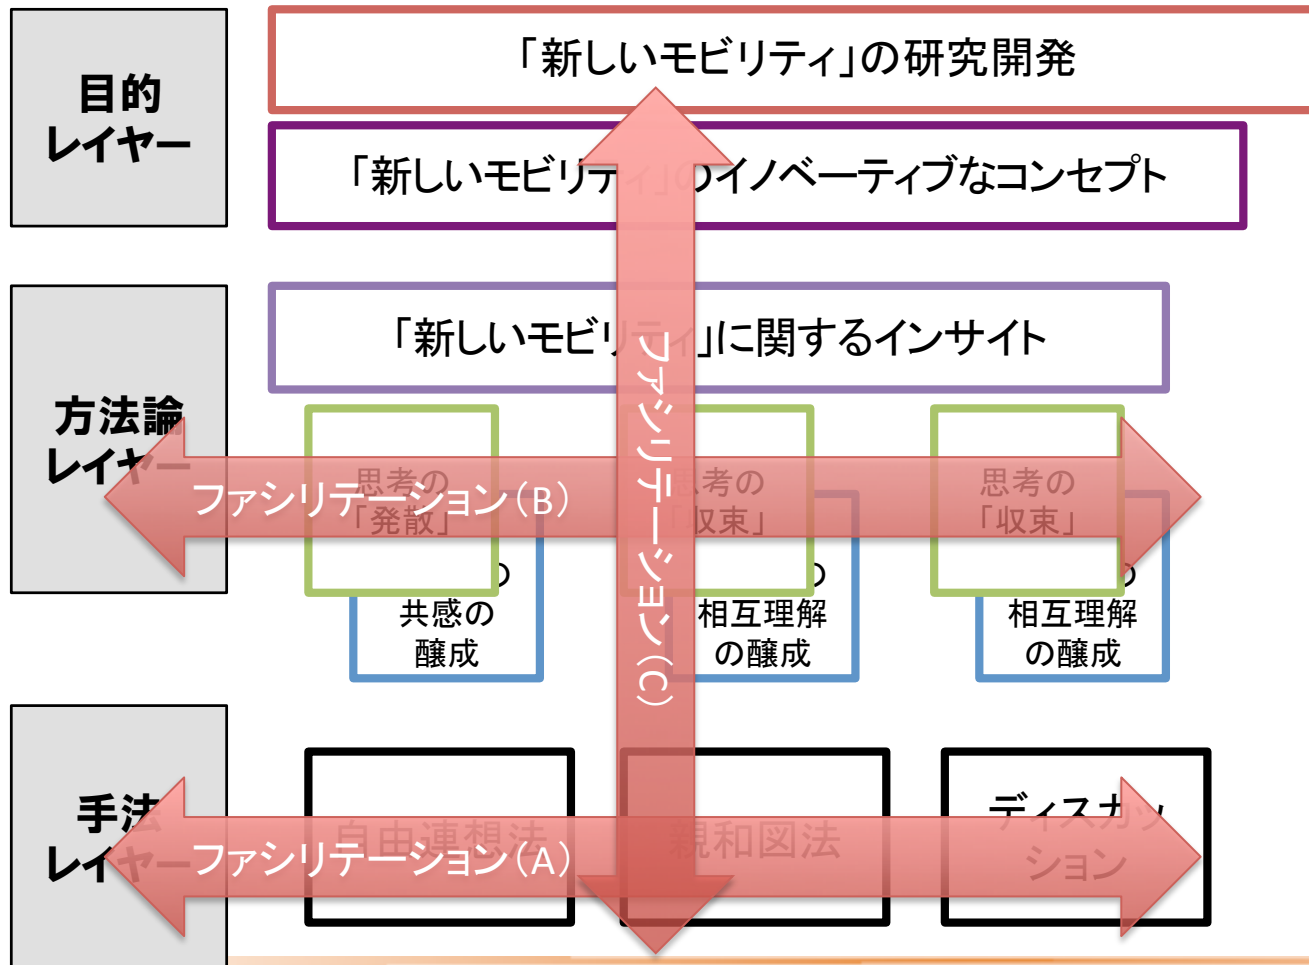 目的
レイヤー
「新しいモビリティ」の研究開発
「新しいモビリティ」のイノベーティブなコンセプト
方法論
レイヤー
「新しいモビリティ」に関するインサイト
ファシリテーション(B)
思考の
「発散」
の
共感の
醸成
思考の
「収束」
の
相互理解
の醸成
思考の
「収束」
の
相互理解
の醸成
ファシリテーション(C)
手法
レイヤー
ファシリテーション(A)
自由連想法
親和図法
ディスカッ
ション